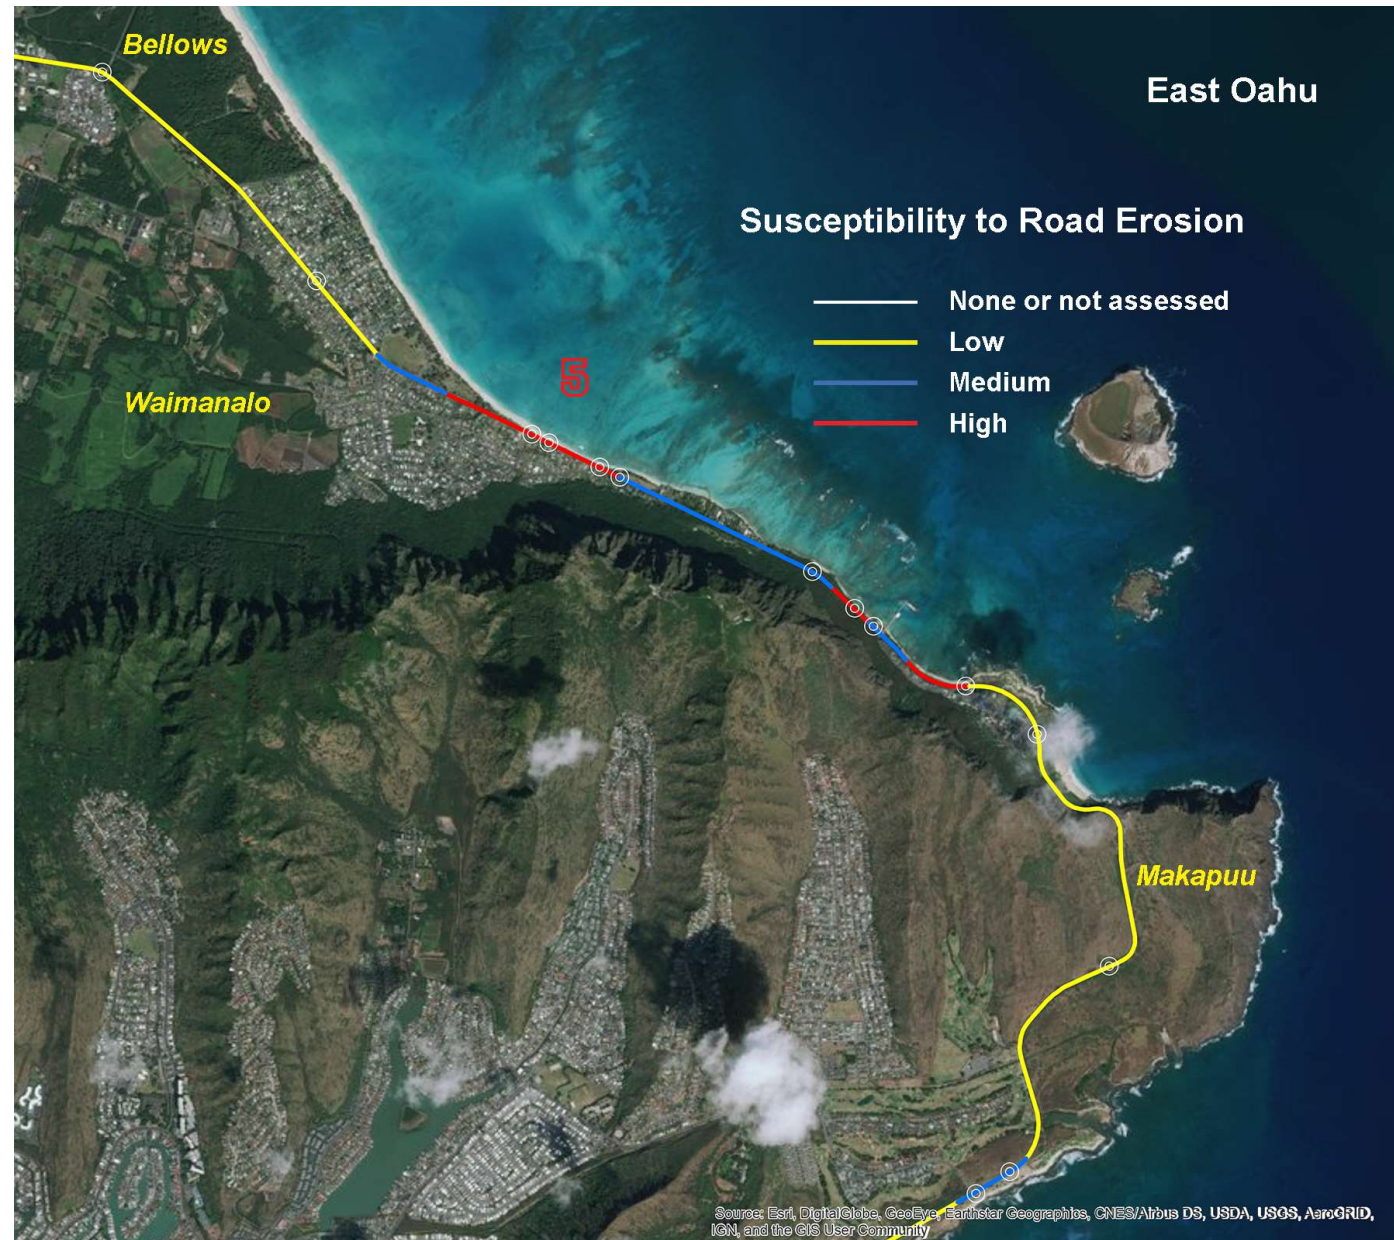 Bellows
East Oahu
Susceptibility to Road Erosion
None or not assessed
Low
Medium
High
5
Waimanalo
Makapuu
Source: Esri, DigitalGlobe, GeoEye, Earthstar Geographics, CNES/Airbus DS, USDA, USGS, AeroGRID,
IGN, and the GIS User Community